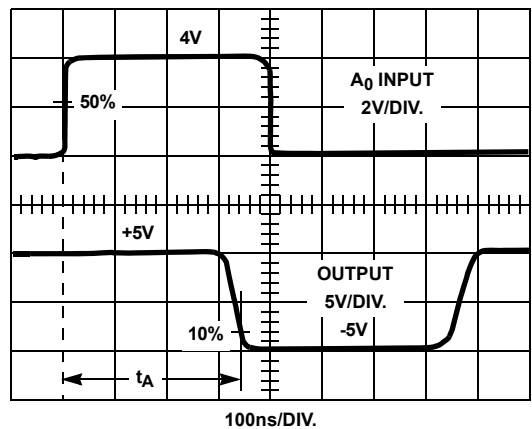 4V
A0 INPUT
2V/DIV.
50%
+5V
OUTPUT
5V/DIV.
-5V
10%
tA
100ns/DIV.